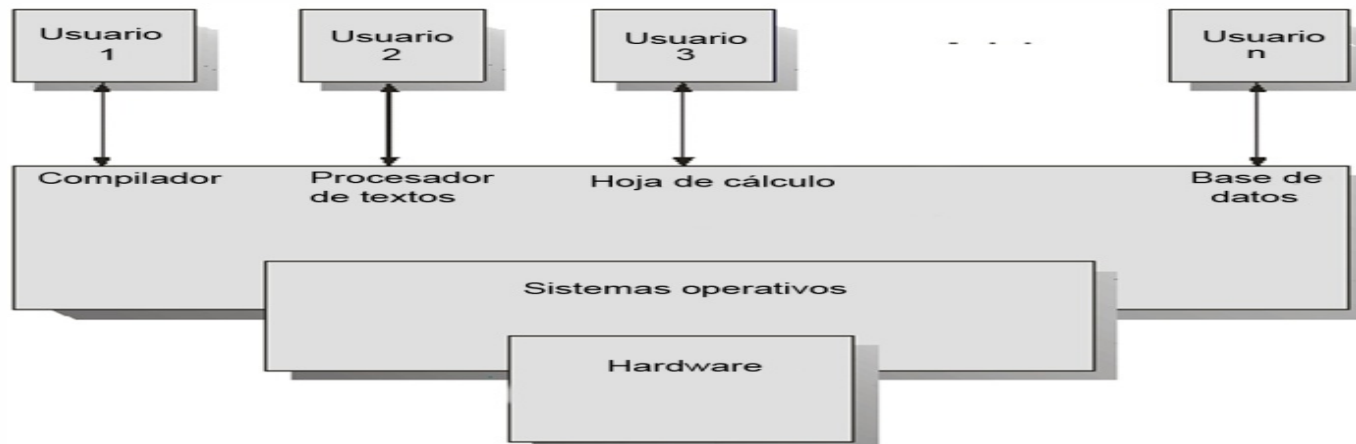 Usuario
1
Usuario
2
Usuario
3
Usuario
n
Compilador
Procesador
de textos
Hoja de cálculo
Base de
datos
Sistemas operativos
Hardware